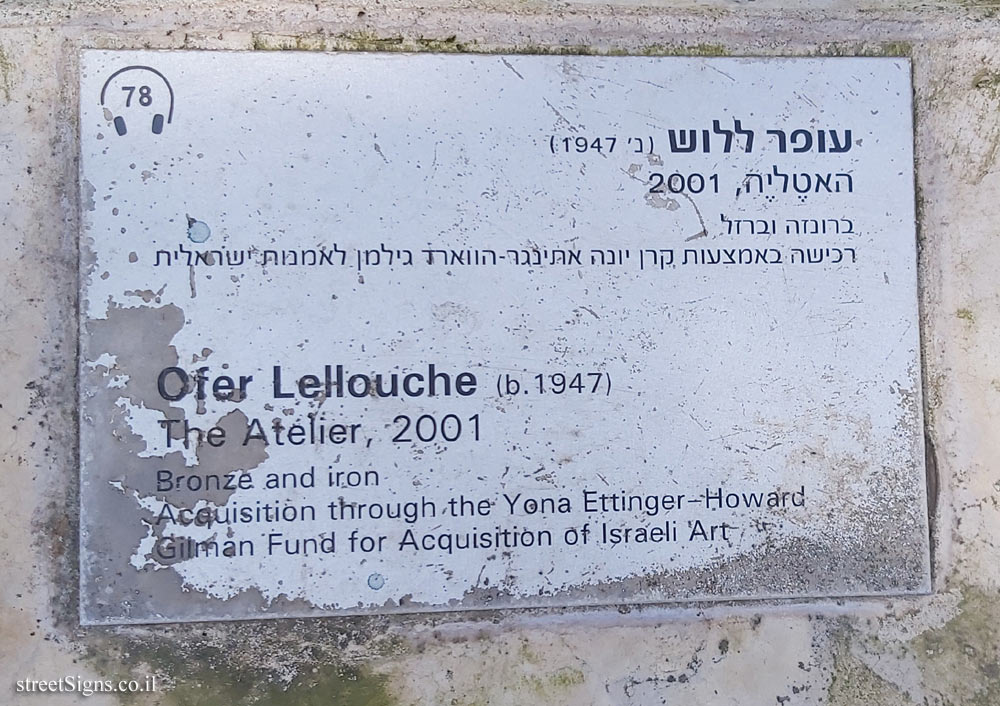 78
עופר ללוש (נ' 1947)
האטֶליֶה, 2001
ברונזה וברזל
רכישה באמצעות קרן יונה אתינגר-הווארד גילמן לאמנות ישראלית
Ofer Lellouche (b.1947)
The Atelier, 2001
Bronze and iron
Acquisition through the Yona Ettinger–Howard
Gilman Fund for Acquisition of Israeli Art
streetSigns.co.il